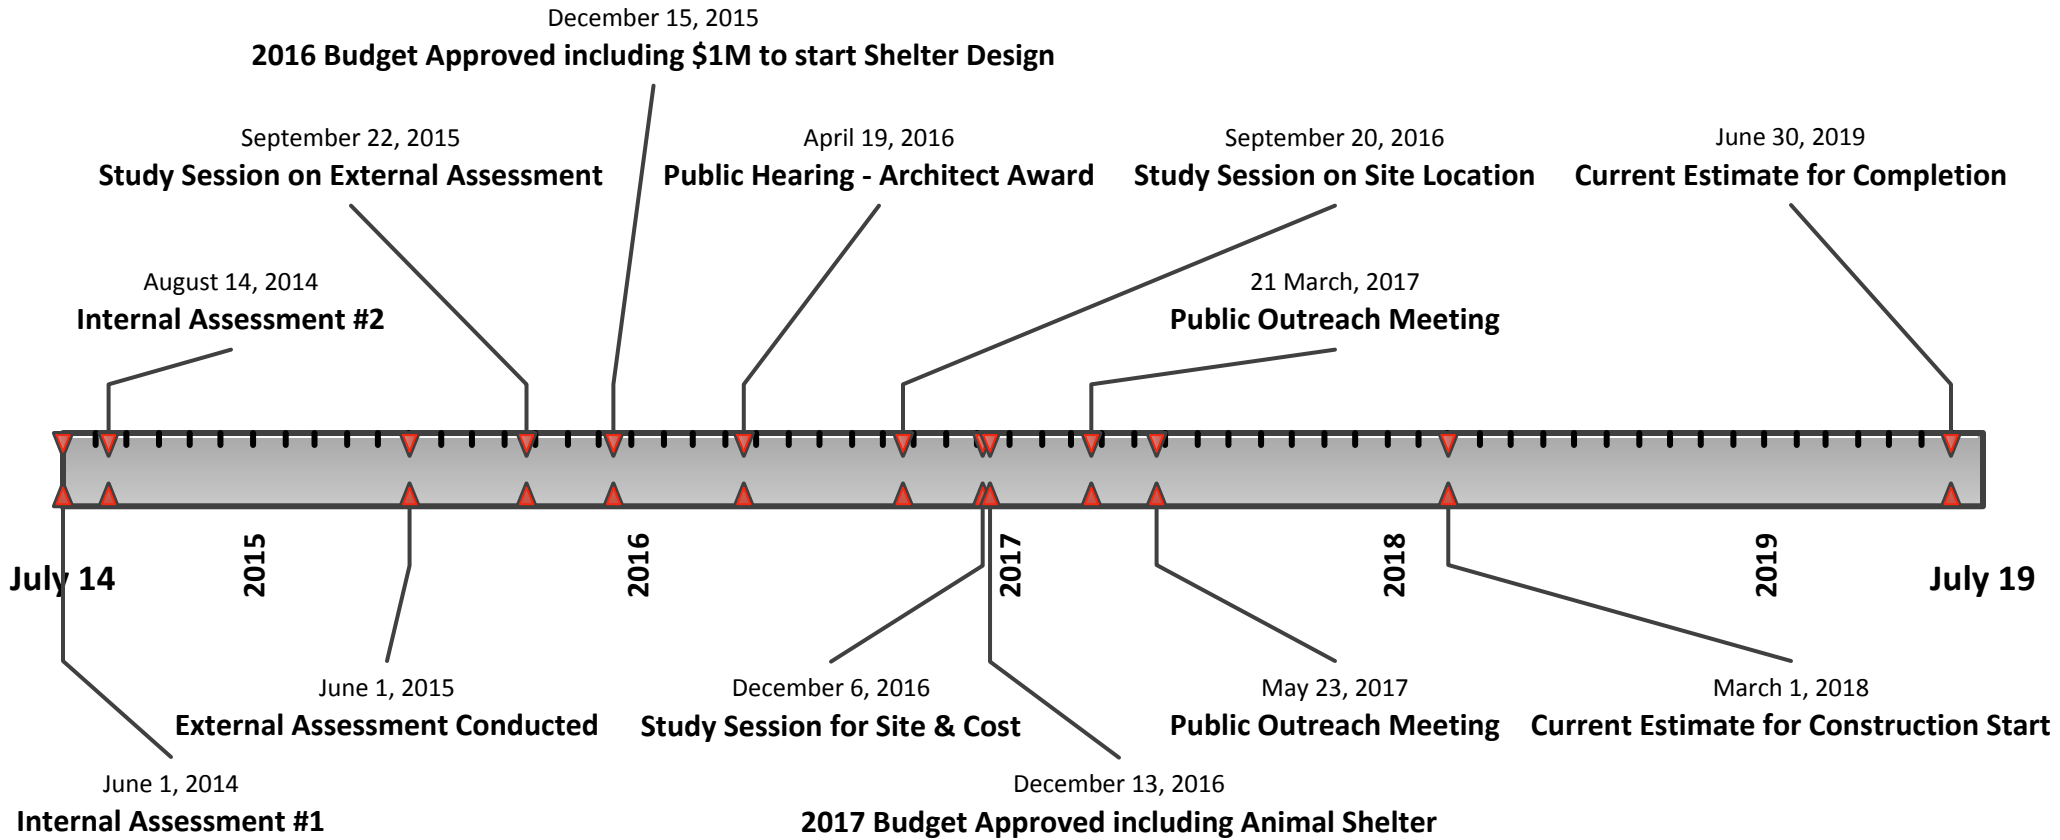 December 15, 2015
2016 Budget Approved including $1M to start Shelter Design
September 22, 2015
Study Session on External Assessment
April 19, 2016
Public Hearing - Architect Award
September 20, 2016
Study Session on Site Location
June 30, 2019
Current Estimate for Completion
August 14, 2014
Internal Assessment #2
21 March, 2017
Public Outreach Meeting
July 14
2015
2016
2017
2018
2019
July 19
June 1, 2015
External Assessment Conducted
December 6, 2016
Study Session for Site & Cost
May 23, 2017
Public Outreach Meeting
March 1, 2018
Current Estimate for Construction Start
June 1, 2014
Internal Assessment #1
December 13, 2016
2017 Budget Approved including Animal Shelter